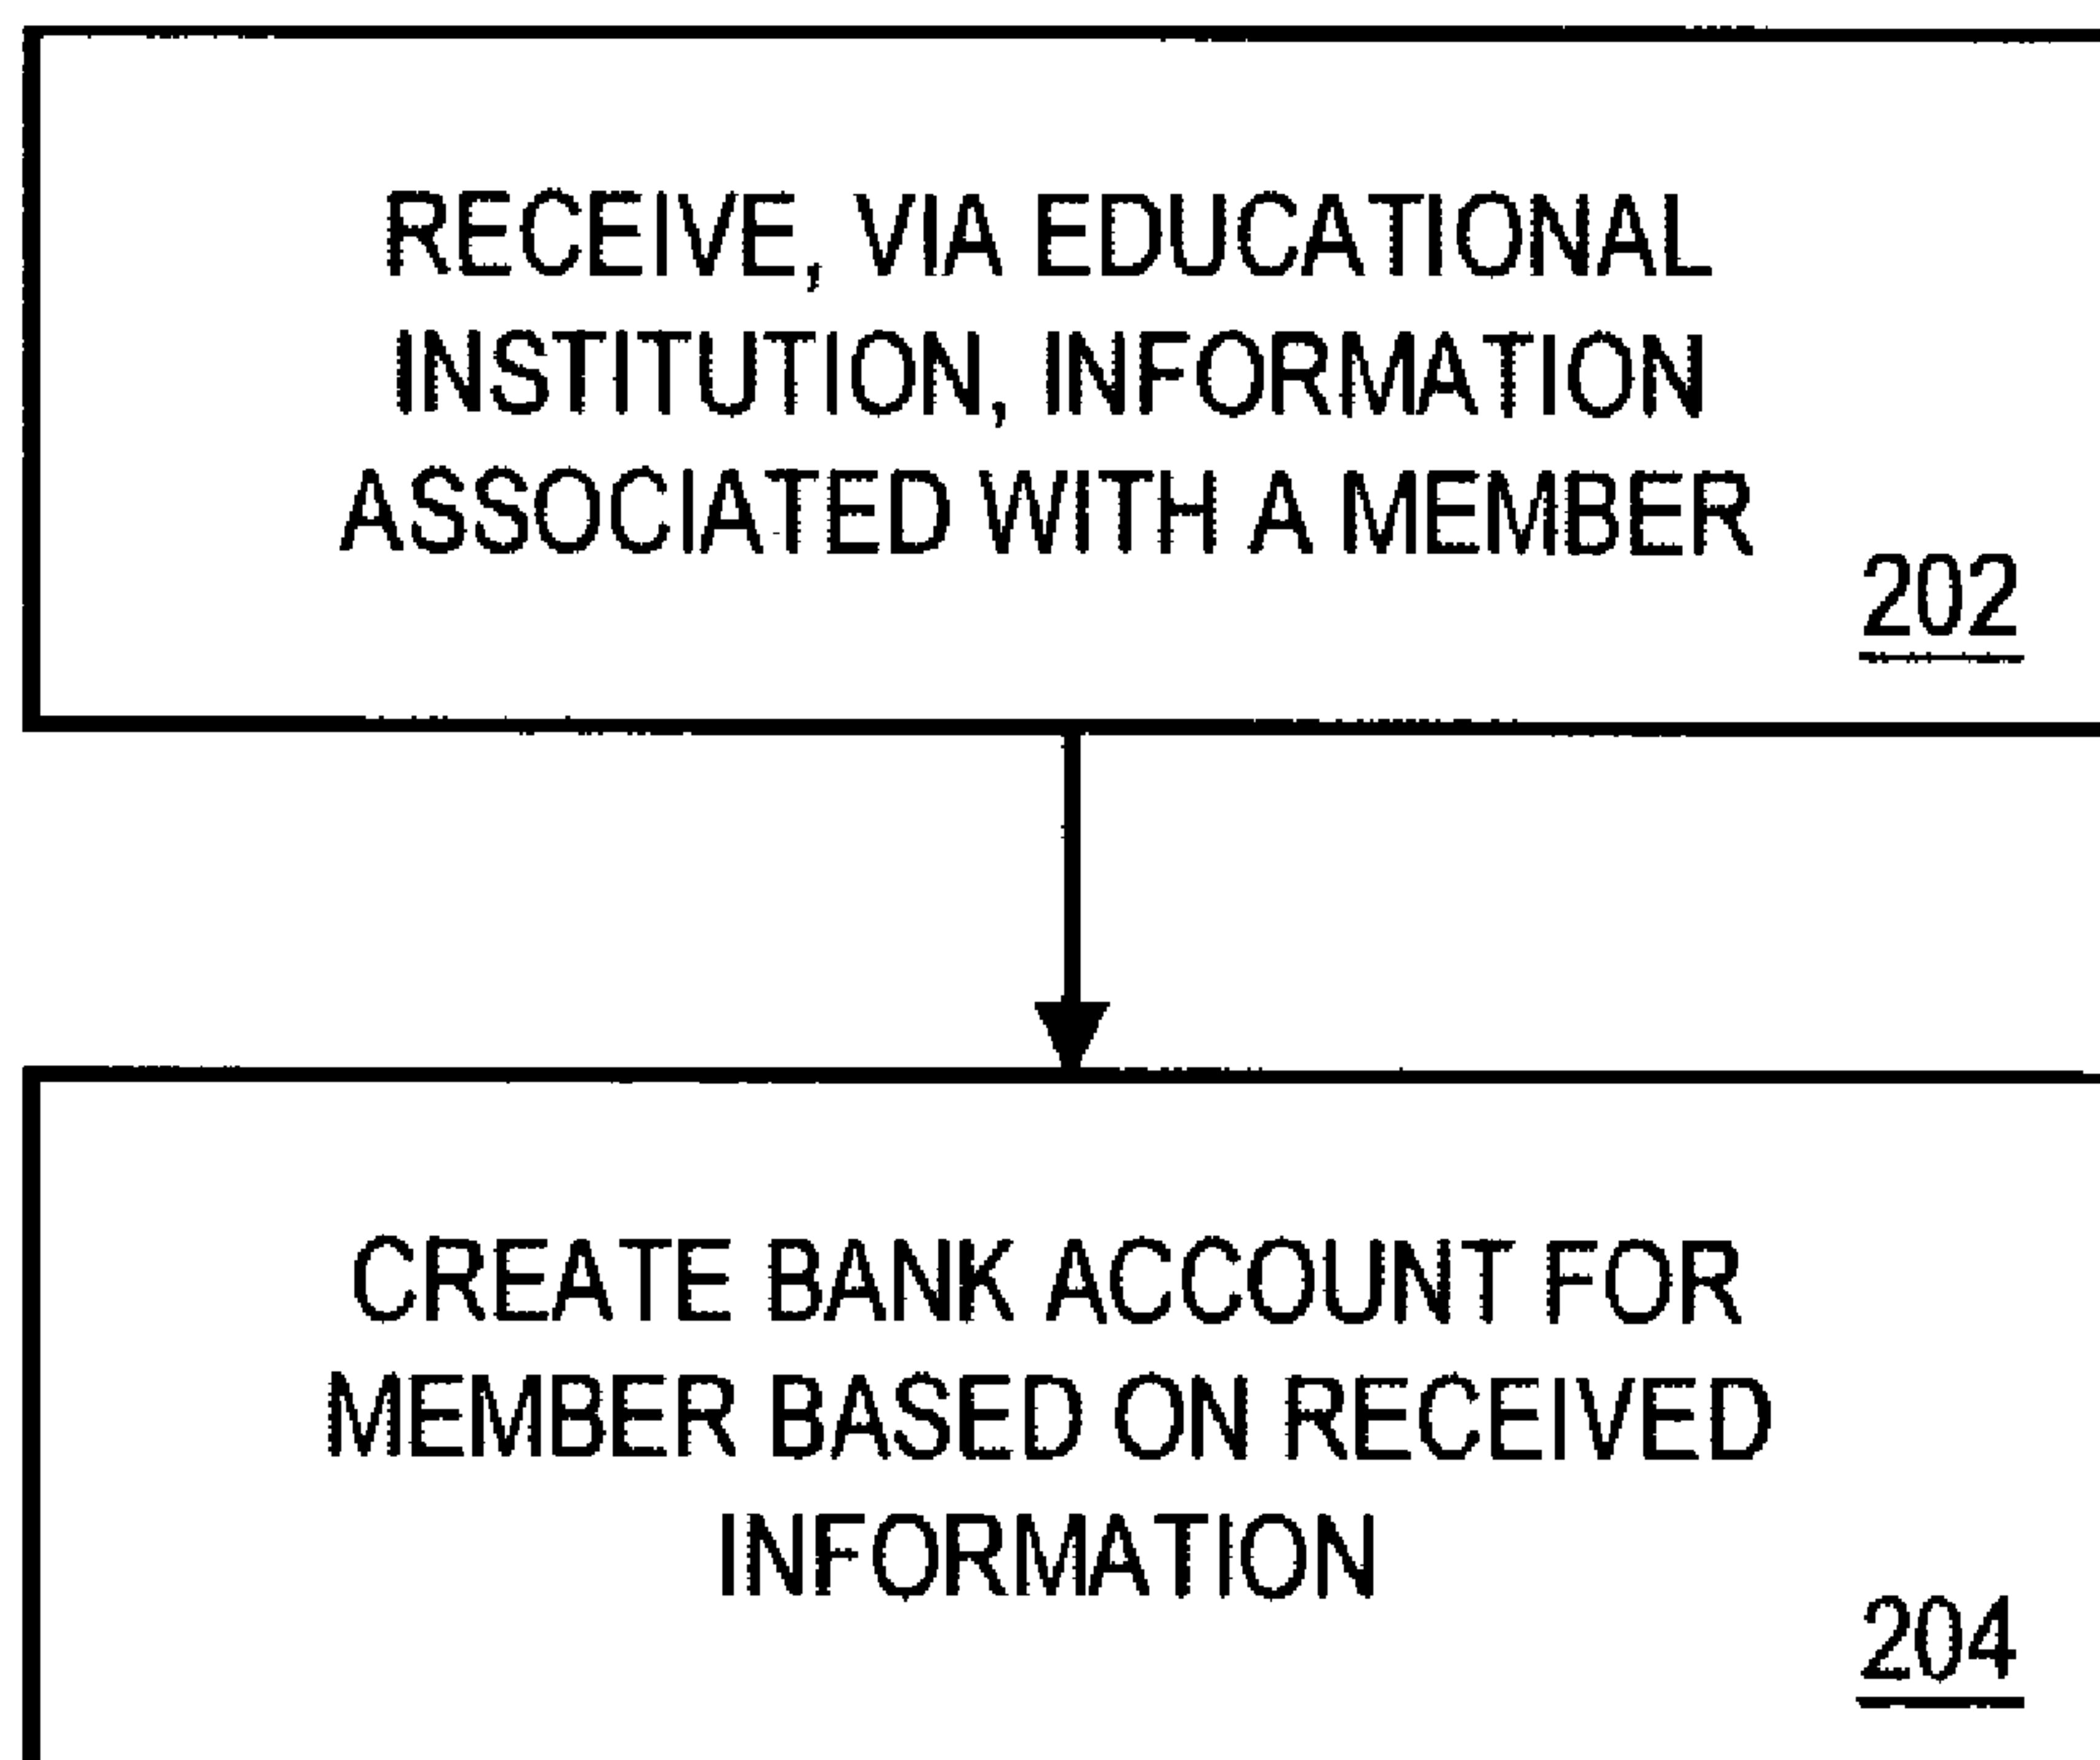 RECEIVE, VIA EDUCATIONAL
INSTITUTION, INFORMATION
ASSOCIATED WITH A MEMBER
202
CREATE BANK ACCOUNT FOR
MEMBER BASED ON RECEIVED
INFORMATION
204